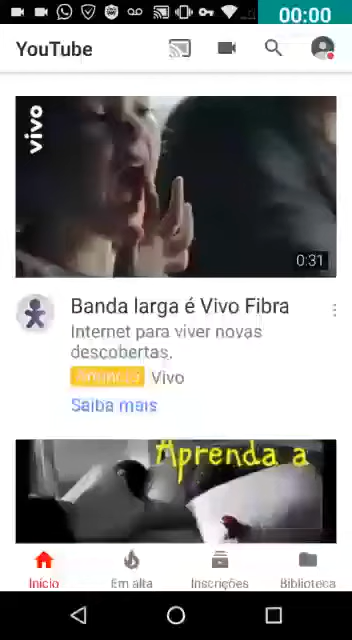 00:00
YouTube
vivo
0:31
Banda larga é Vivo Fibra
Internet para viver novas
descobertas.
Anúncio Vivo
Saiba mais
Aprenda a
Início Em alta Inscrições Biblioteca